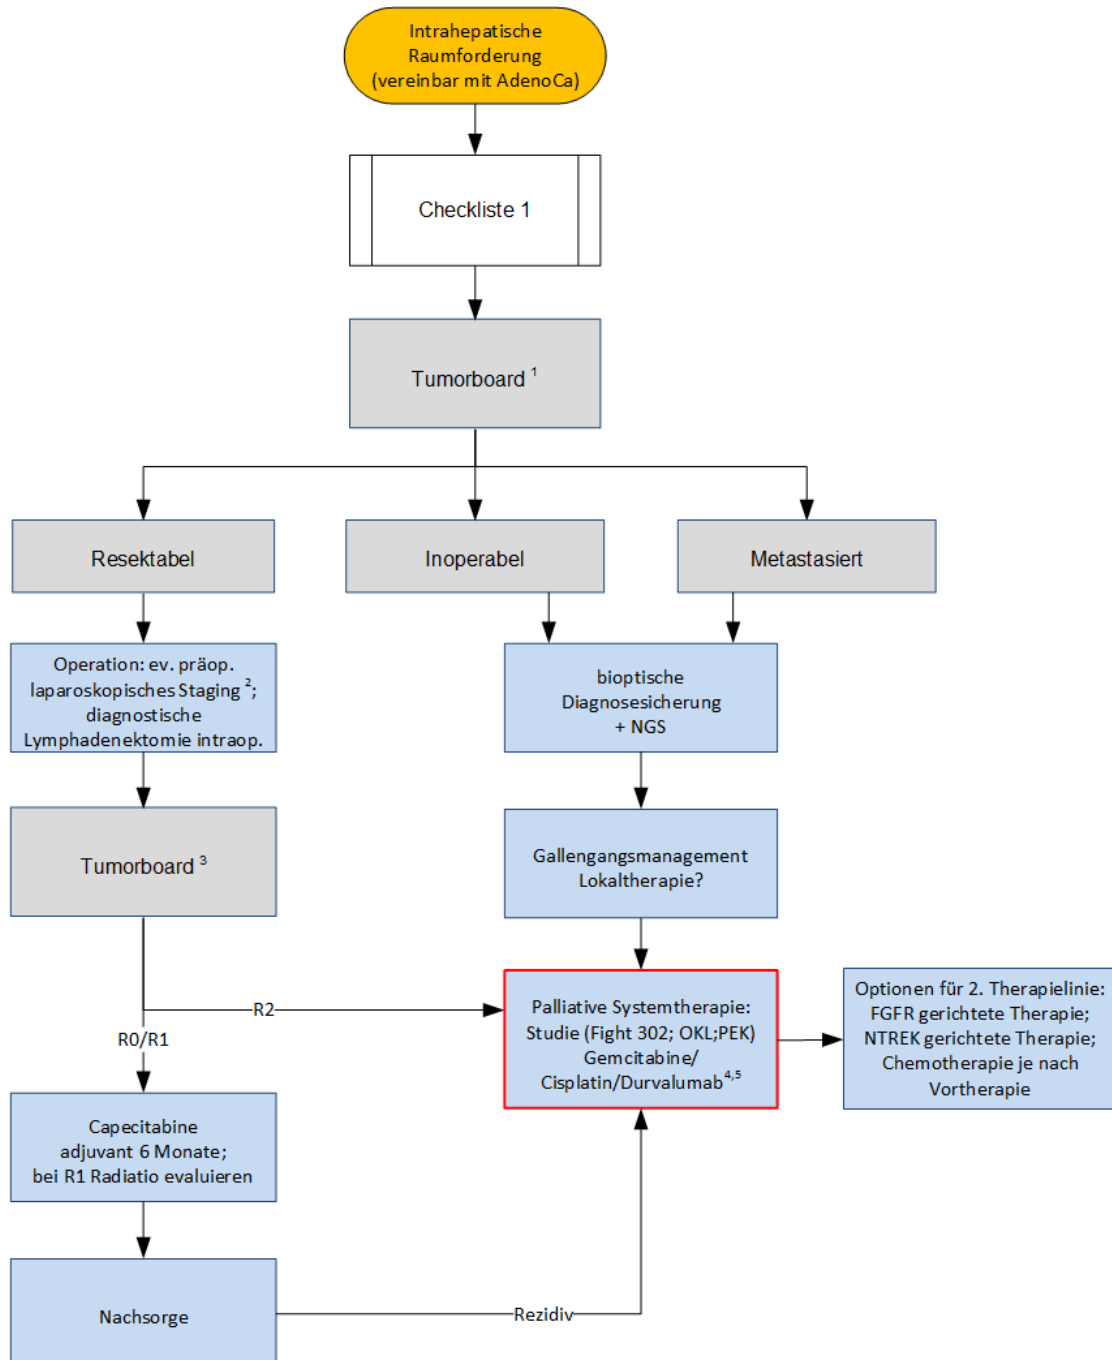 Intrahepatische
Raumforderung
(vereinbar mit AdenoCa)
Checkliste 1
Tumorboard 1
Resektabel
Inoperabel
Metastasiert
Operation: ev. präop.
laparoskopisches Staging 2;
diagnostische
Lymphadenektomie intraop.
bioptische
Diagnosesicherung
+ NGS
Tumorboard 3
Gallengangsmanagement
Lokaltherapie?
R2
R0/R1
Palliative Systemtherapie:
Studie (Fight 302; OKL;PEK)
Gemcitabine/
Cisplatin/Durvalumab4,5
Optionen für 2. Therapielinie:
FGFR gerichtete Therapie;
NTREK gerichtete Therapie;
Chemotherapie je nach
Vortherapie
Capecitabine
adjuvant 6 Monate;
bei R1 Radiatio evaluieren
Nachsorge
Rezidiv